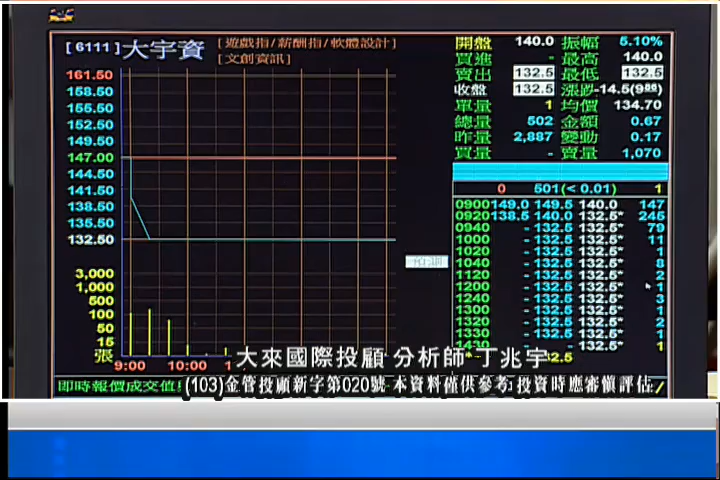 [6111] 大宇資 [遊戲指/薪酬指/軟體設計]
[文創資訊]
161.50
158.50
155.50
152.50
149.50
147.00
144.50
141.50
138.50
135.50
132.50
3,000
1,000
500
100
50
15
張
9:00 10:00 1
開盤 140.0 振幅 5.10%
買進 - 最高 140.0
賣出 132.5 最低 132.5
收盤 132.5 漲跌 -14.5(9⁸⁶)
單量 1 均價 134.70
總量 502 金額 0.67
昨量 2,887 變動 0.17
買量 - 賣量 1,070
0 501(< 0.01) 1
0900 149.0 149.5 140.0 147
0920 138.5 140.0 132.5* 245
0940 - 132.5 132.5* 79
1000 - 132.5 132.5* 11
1020 - 132.5 132.5* 1
1040 - 132.5 132.5* 8
1120 - 132.5 132.5* 2
1200 - 132.5 132.5* 1
1240 - 132.5 132.5* 3
1300 - 132.5 132.5* 1
1320 - 132.5 132.5* 2
1330 - 132.5 132.5* 1
1430 - 132.5 132.5* 1
大來國際投顧 分析師 丁兆宇
即時報價成交值
(103)金管投顧新字第020號 本資料僅供參考 投資時應審慎評估